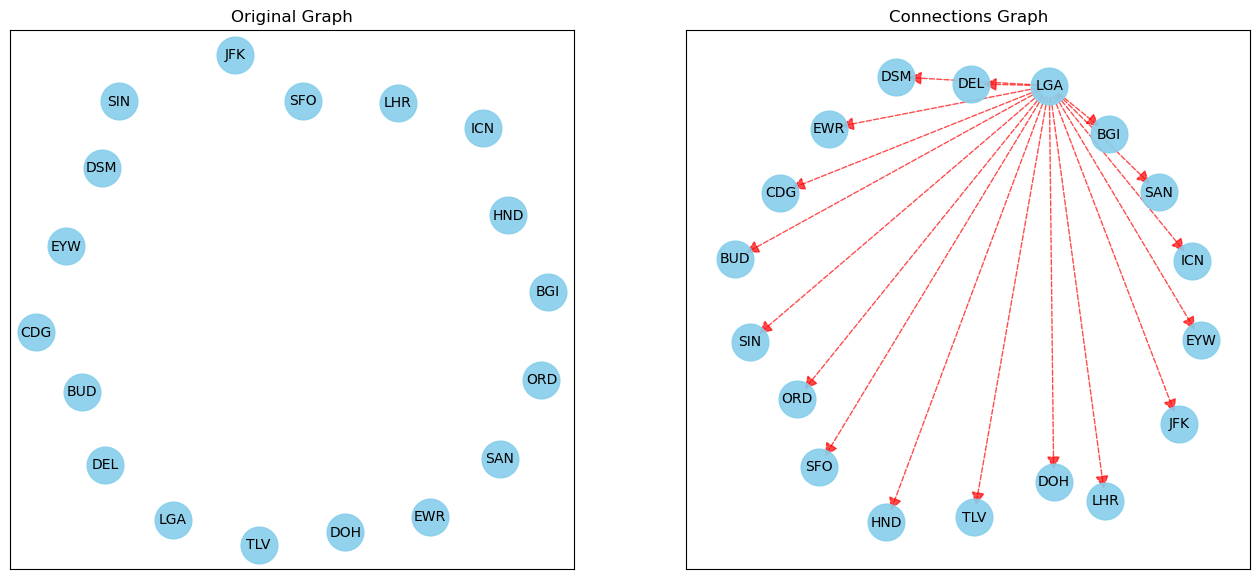 Original Graph
JFK
SIN
SFO
LHR
ICN
DSM
HND
EYW
BGI
CDG
ORD
BUD
SAN
DEL
EWR
LGA
DOH
TLV
Connections Graph
DSM
DEL
LGA
EWR
BGI
CDG
SAN
BUD
ICN
SIN
EYW
ORD
JFK
SFO
DOH
LHR
HND
TLV